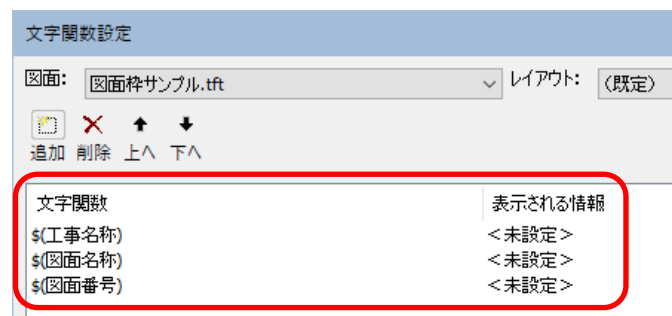 文字関数設定
図面: 図面枠サンプル.tft レイアウト: (既定)
追加 削除 上へ 下へ
文字関数 表示される情報
$(工事名称) <未設定>
$(図面名称) <未設定>
$(図面番号) <未設定>